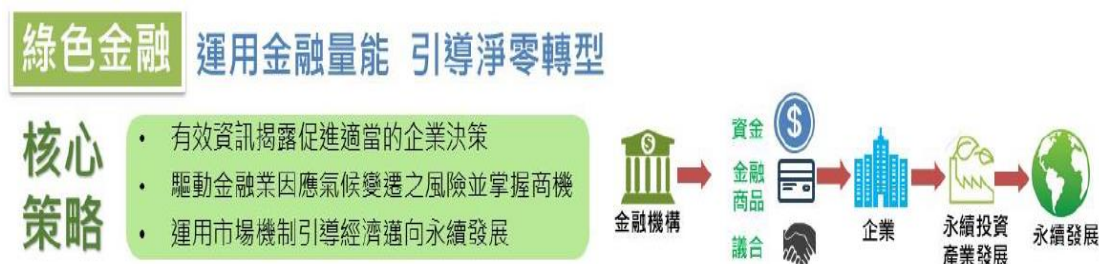 綠色金融 運用金融量能 引導淨零轉型
核心
策略
• 有效資訊揭露促進適當的企業決策
• 驅動金融業因應氣候變遷之風險並掌握商機
• 運用市場機制引導經濟邁向永續發展
金融機構
資金
金融
商品
議合
企業
永續投資
產業發展
永續發展